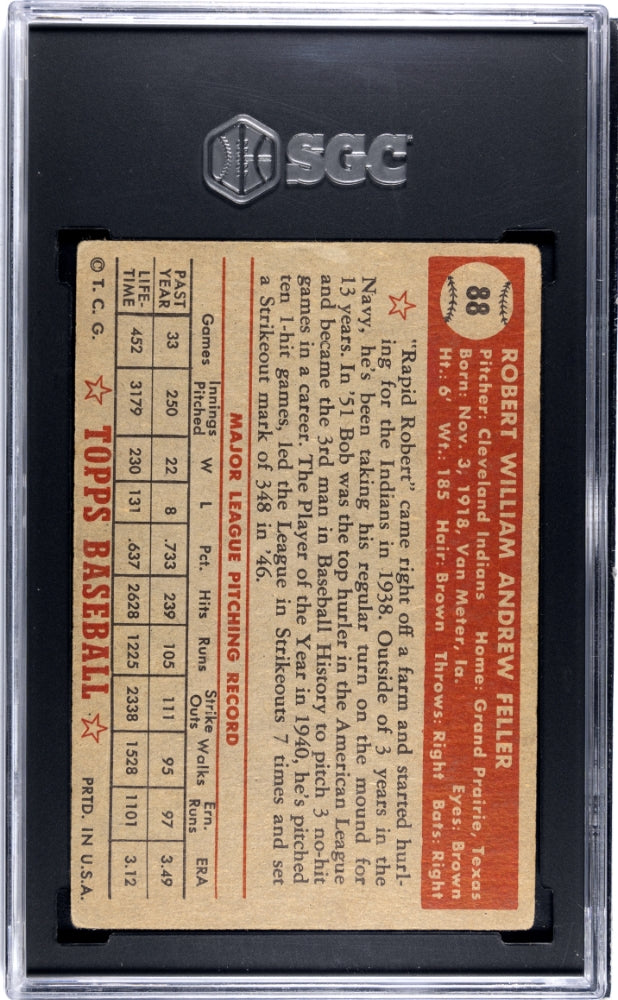 SGC
88
ROBERT WILLIAM ANDREW FELLER
Pitcher: Cleveland Indians Home: Grand Prairie, Texas
Born: Nov. 3, 1918, Van Meter, Ia. Eyes: Brown
Ht.: 6' Wt.: 185 Hair: Brown Throws: Right Bats: Right
"Rapid Robert" came right off a farm and started hurl-
ing for the Indians in 1938. Outside of 3 years in the
Navy, he's been taking his regular turn on the mound for
13 years. In '51 Bob was the top hurler in the American League
and became the 3rd man in Baseball History to pitch 3 no-hit
games in a career. The Player of the Year in 1940, he's pitched
ten 1-hit games, led the League in Strikeouts 7 times and set
a Strikeout mark of 348 in '46.
MAJOR LEAGUE PITCHING RECORD
Games Innings Pitched W L Pct. Hits Runs Strike Outs Walks Ern. Runs ERA
PAST YEAR 33 250 22 8 .733 239 105 111 95 97 3.49
LIFE-TIME 452 3179 230 131 .637 2628 1225 2338 1528 1101 3.12
© T. C. G. TOPPS BASEBALL PRTD. IN U.S.A.